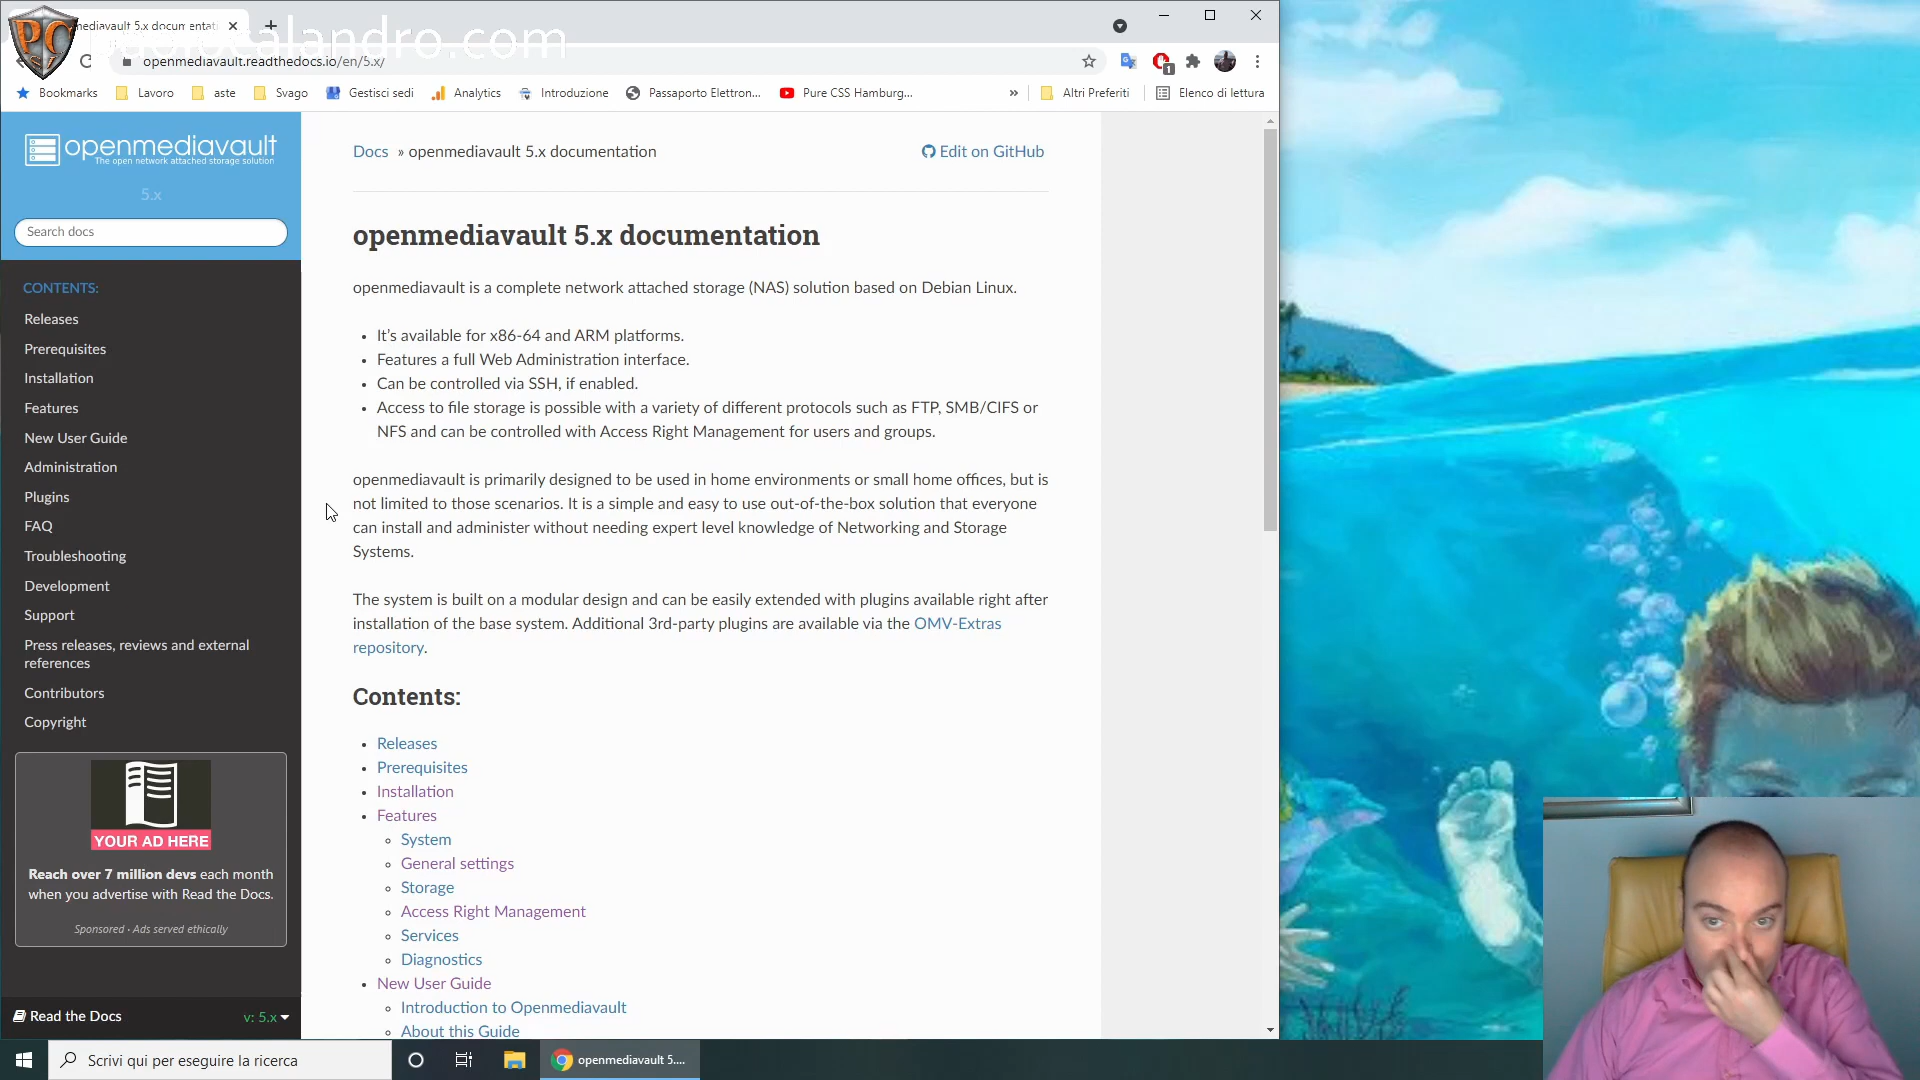 PC
calandro.com
ediavault 5.x documentati
openmediavault.readthedocs.io/en/5.x/
1
Bookmarks
Lavoro
aste
Svago
Gestisci sedi
Analytics
Introduzione
Passaporto Elettron...
Pure CSS Hamburg...
»
Altri Preferiti
Elenco di lettura
openmediavault
The open network attached storage solution
5.x
Search docs
CONTENTS:
Releases
Prerequisites
Installation
Features
New User Guide
Administration
Plugins
FAQ
Troubleshooting
Development
Support
Press releases, reviews and external
references
Contributors
Copyright
YOUR AD HERE
Reach over 7 million devs each month
when you advertise with Read the Docs.
Sponsored · Ads served ethically
Read the Docs
v: 5.x
Docs » openmediavault 5.x documentation
Edit on GitHub
openmediavault 5.x documentation
openmediavault is a complete network attached storage (NAS) solution based on Debian Linux.
• It’s available for x86-64 and ARM platforms.
• Features a full Web Administration interface.
• Can be controlled via SSH, if enabled.
• Access to file storage is possible with a variety of different protocols such as FTP, SMB/CIFS or
NFS and can be controlled with Access Right Management for users and groups.
openmediavault is primarily designed to be used in home environments or small home offices, but is
not limited to those scenarios. It is a simple and easy to use out-of-the-box solution that everyone
can install and administer without needing expert level knowledge of Networking and Storage
Systems.
The system is built on a modular design and can be easily extended with plugins available right after
installation of the base system. Additional 3rd-party plugins are available via the OMV-Extras
repository.
Contents:
• Releases
• Prerequisites
• Installation
• Features
◦ System
◦ General settings
◦ Storage
◦ Access Right Management
◦ Services
◦ Diagnostics
• New User Guide
◦ Introduction to Openmediavault
◦ About this Guide
Scrivi qui per eseguire la ricerca
openmediavault 5....